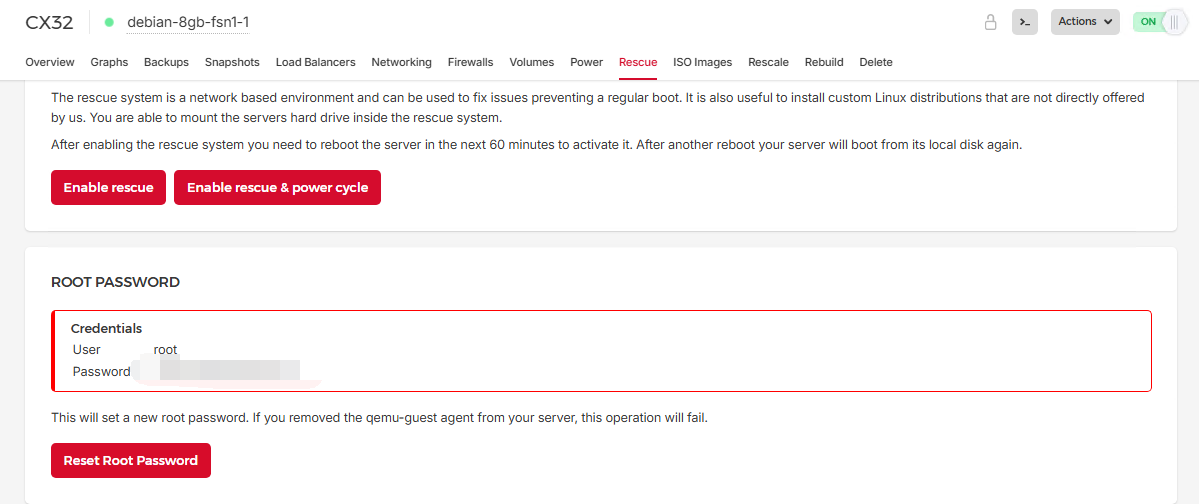 CX32 debian-8gb-fsn1-1 >_ Actions ON
Overview Graphs Backups Snapshots Load Balancers Networking Firewalls Volumes Power Rescue ISO Images Rescale Rebuild Delete
The rescue system is a network based environment and can be used to fix issues preventing a regular boot. It is also useful to install custom Linux distributions that are not directly offered
by us. You are able to mount the servers hard drive inside the rescue system.
After enabling the rescue system you need to reboot the server in the next 60 minutes to activate it. After another reboot your server will boot from its local disk again.
Enable rescue Enable rescue & power cycle
ROOT PASSWORD
Credentials
User root
Password
This will set a new root password. If you removed the qemu-guest agent from your server, this operation will fail.
Reset Root Password